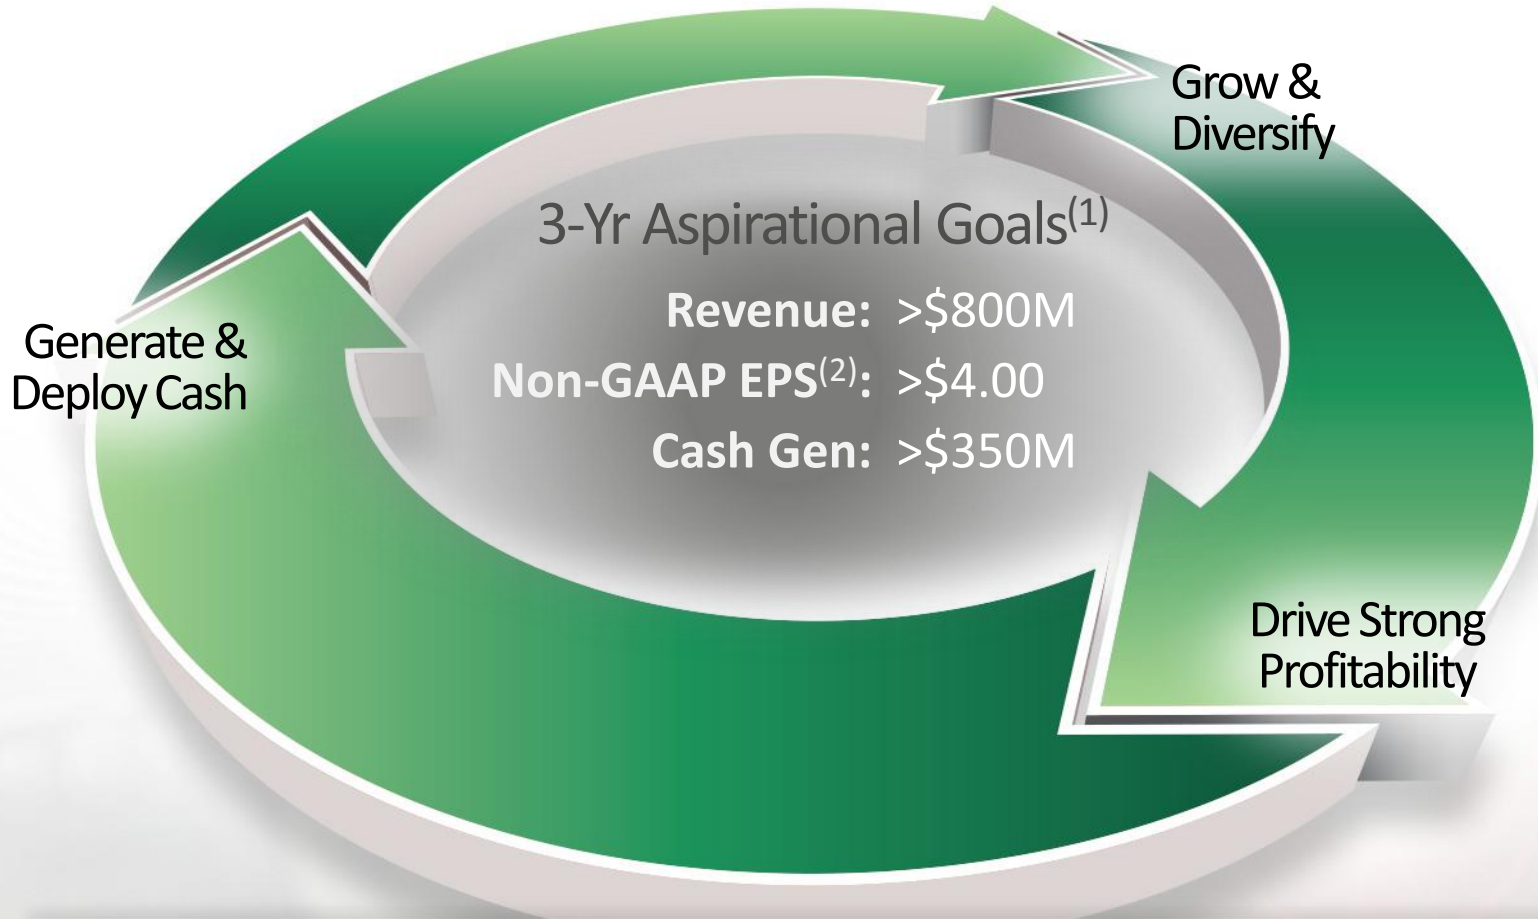 Grow &
Diversify
3-Yr Aspirational Goals(1)
Revenue: >$800M
Non-GAAP EPS(2): >$4.00
Cash Gen: >$350M
Generate &
Deploy Cash
Drive Strong
Profitability